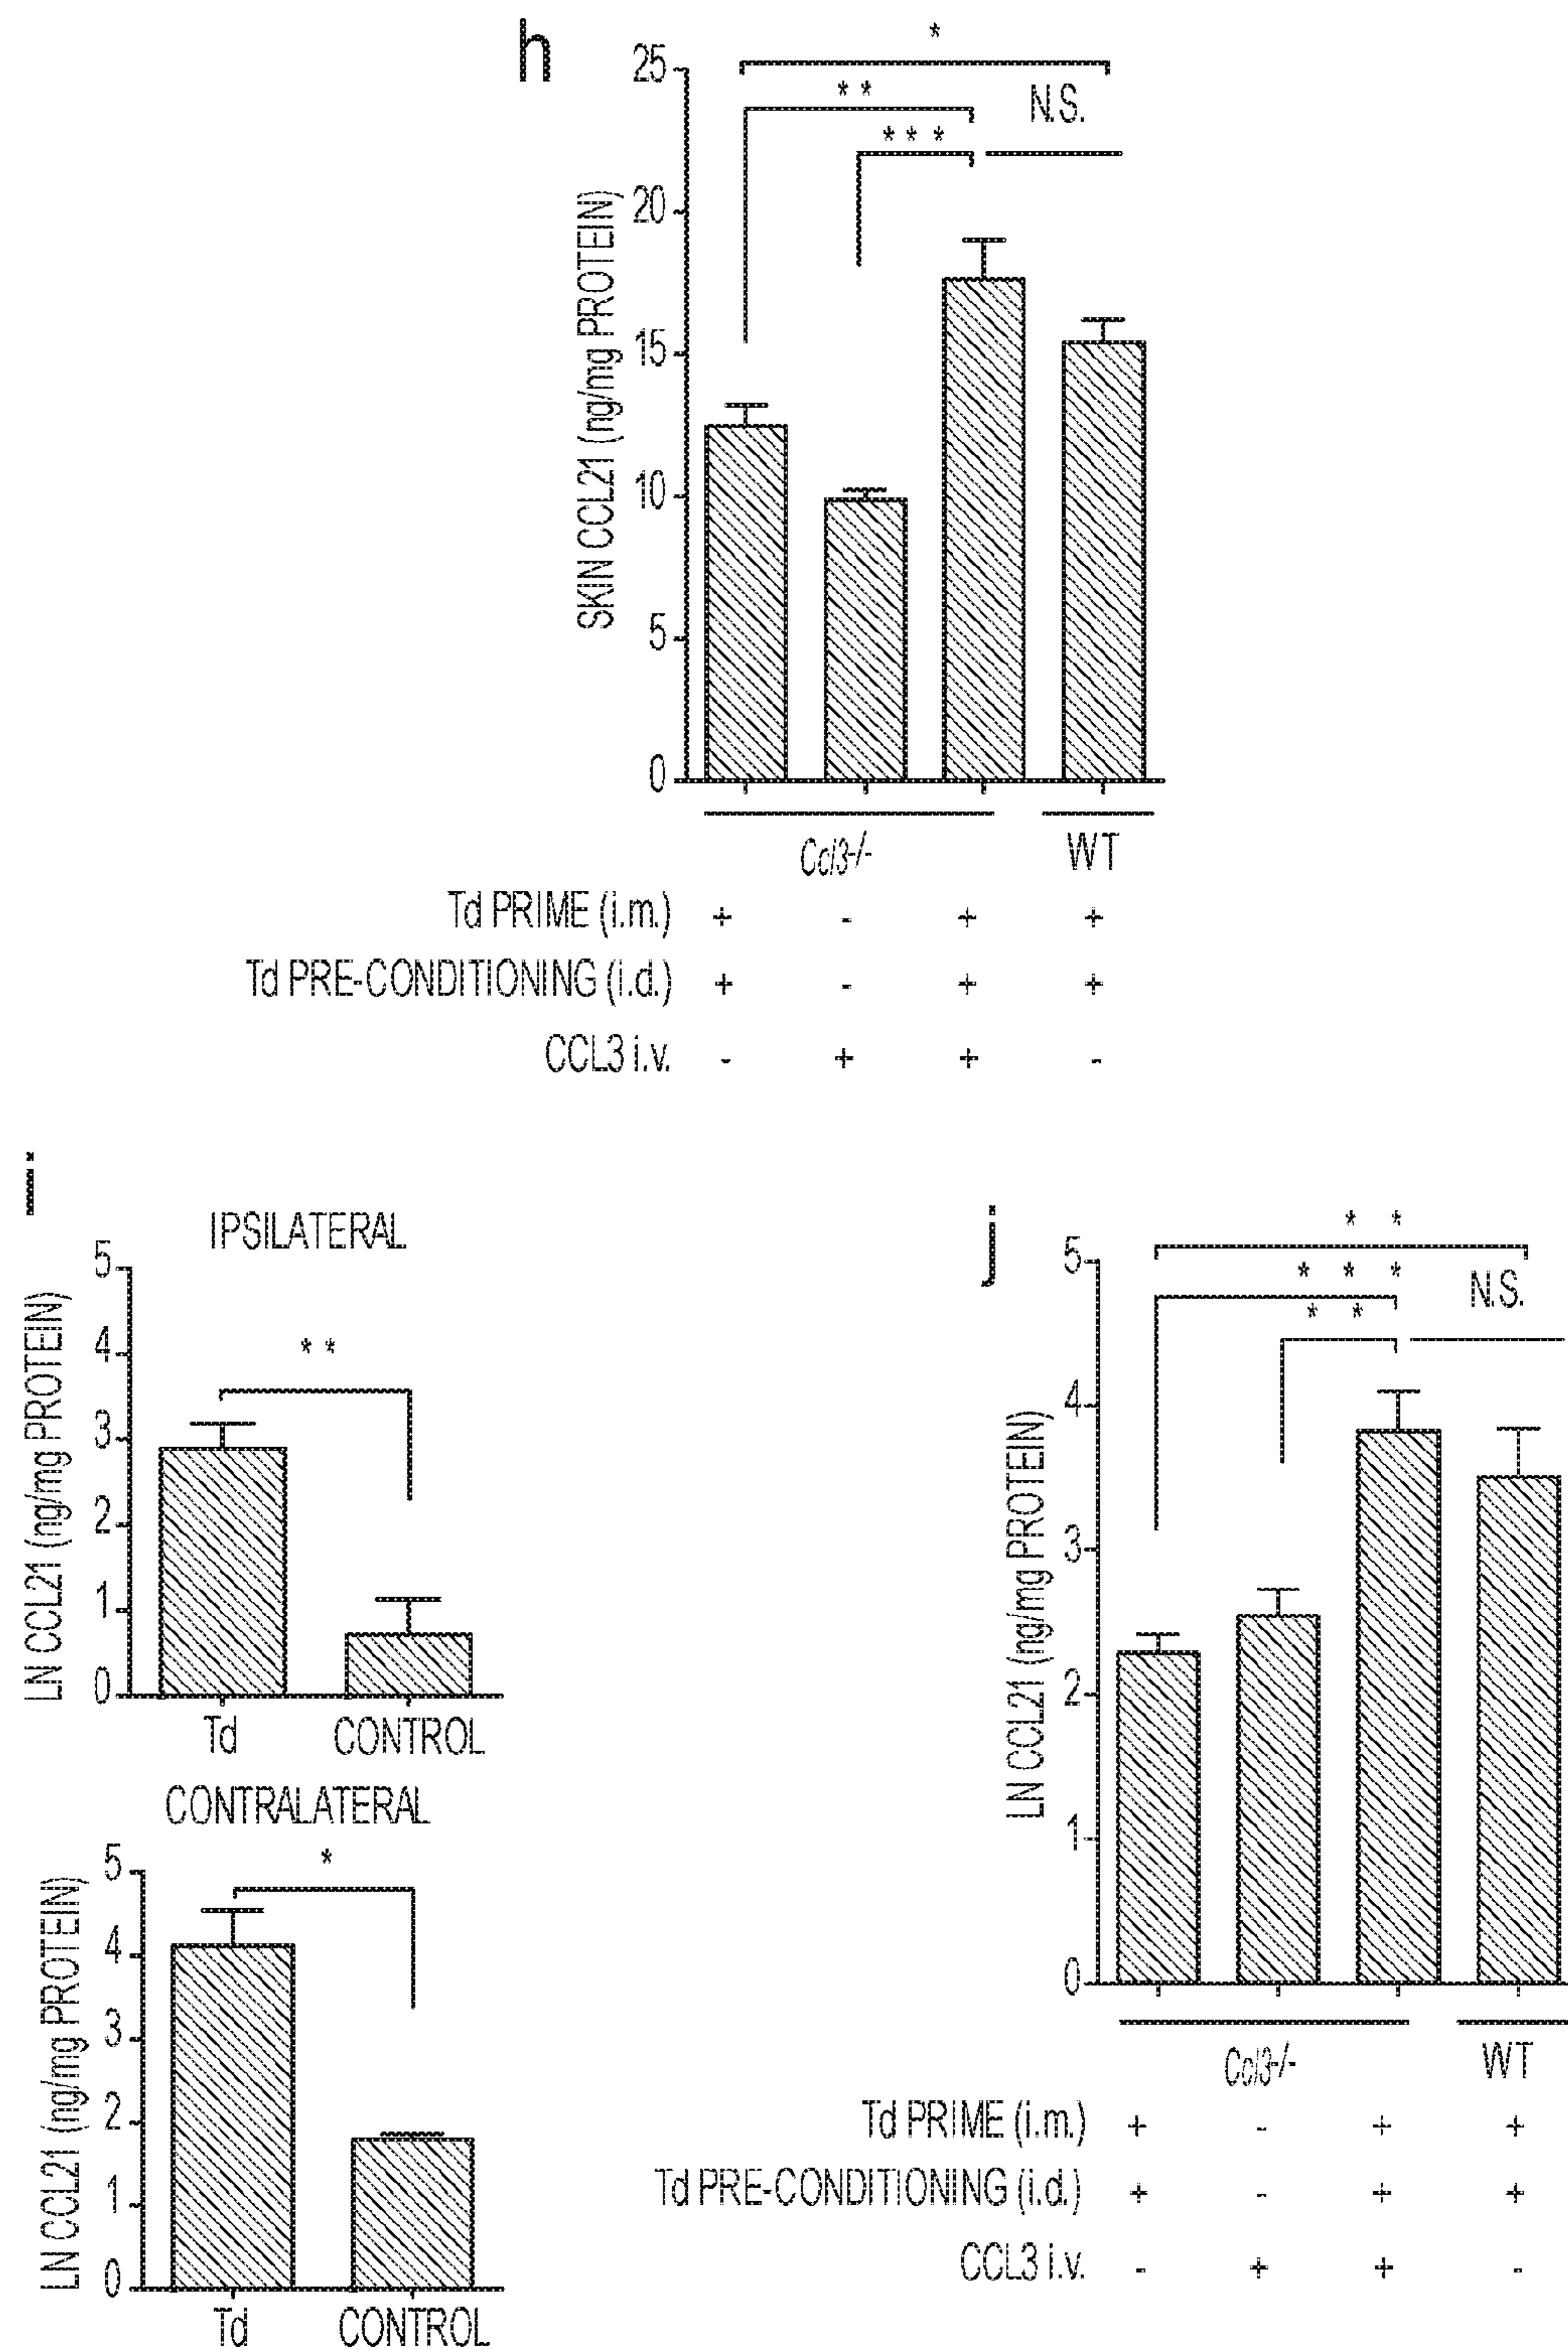 h
*
* *
N.S.
* * *
25
20
15
10
5
0
SKIN CCL21 (ng/mg PROTEIN)
Ccl3-/-
WT
Td PRIME (i.m.) + - + +
Td PRE-CONDITIONING (i.d.) + - + +
CCL3 i.v. - + + -
i
IPSILATERAL
* *
5
4
3
2
1
0
LN CCL21 (ng/mg PROTEIN)
Td CONTROL
CONTRALATERAL
*
5
4
3
2
1
0
LN CCL21 (ng/mg PROTEIN)
Td CONTROL
j
* *
* * *
N.S.
* *
5
4
3
2
1
0
LN CCL21 (ng/mg PROTEIN)
Ccl3-/-
WT
Td PRIME (i.m.) + - + +
Td PRE-CONDITIONING (i.d.) + - + +
CCL3 i.v. - + + -